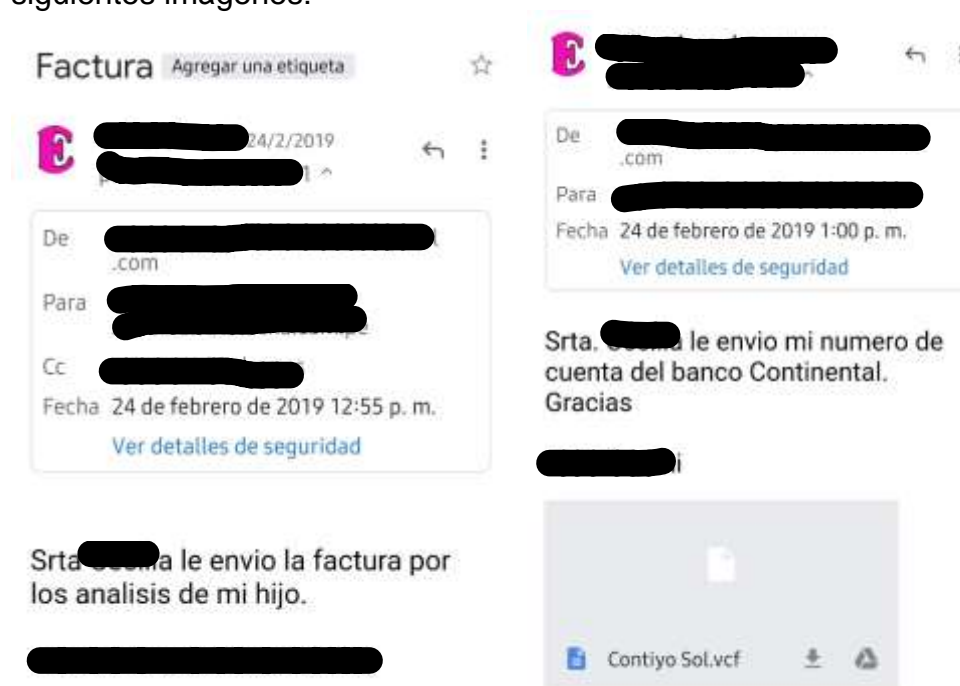 siguientes imágenes:
Factura Agregar una etiqueta
24/2/2019
De
.com
Para
Cc
Fecha 24 de febrero de 2019 12:55 p. m.
Ver detalles de seguridad
Srta le envio la factura por
los analisis de mi hijo.
De
.com
Para
Fecha 24 de febrero de 2019 1:00 p. m.
Ver detalles de seguridad
Srta. le envio mi numero de
cuenta del banco Continental.
Gracias
Contiyo Sol.vcf